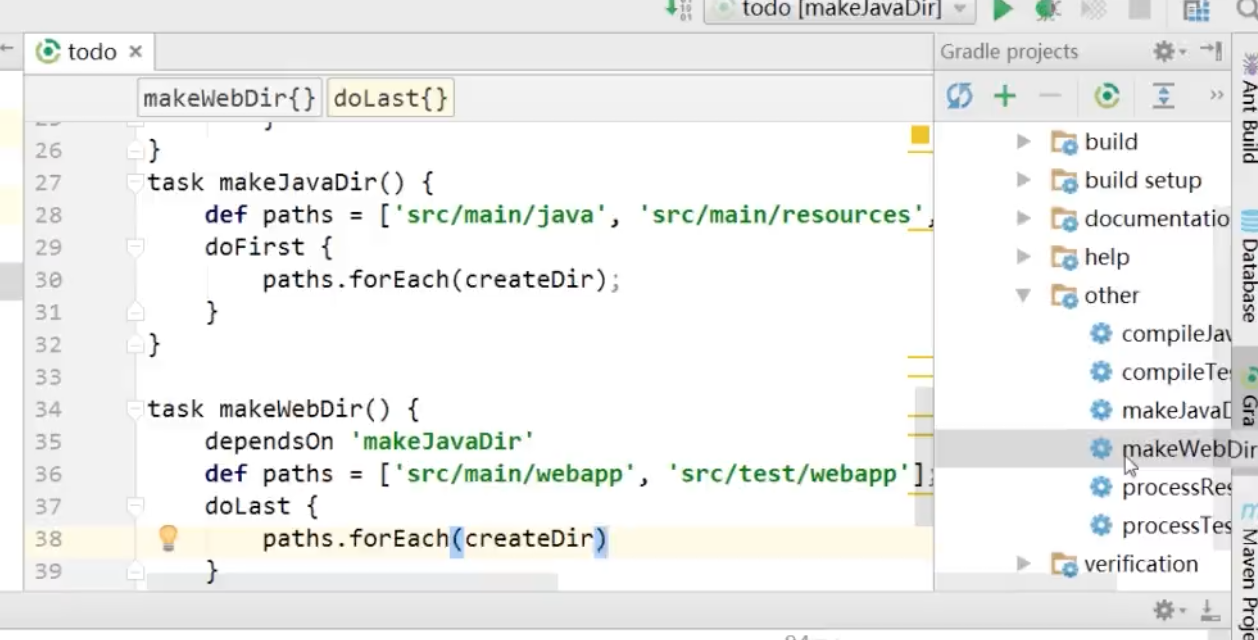 todo [makeJavaDir]
todo
Gradle projects
makeWebDir{} doLast{}
26 }
27 task makeJavaDir() {
28 def paths = ['src/main/java', 'src/main/resources',
29 doFirst {
30 paths.forEach(createDir);
31 }
32 }
33
34 task makeWebDir() {
35 dependsOn 'makeJavaDir'
36 def paths = ['src/main/webapp', 'src/test/webapp'];
37 doLast {
38 paths.forEach(createDir)
39 }
build
build setup
documentatio
help
other
compileJav
compileTes
makeJavaD
makeWebDir
processRes
processTes
verification
Ant Build
Database
Gra
Maven Proje